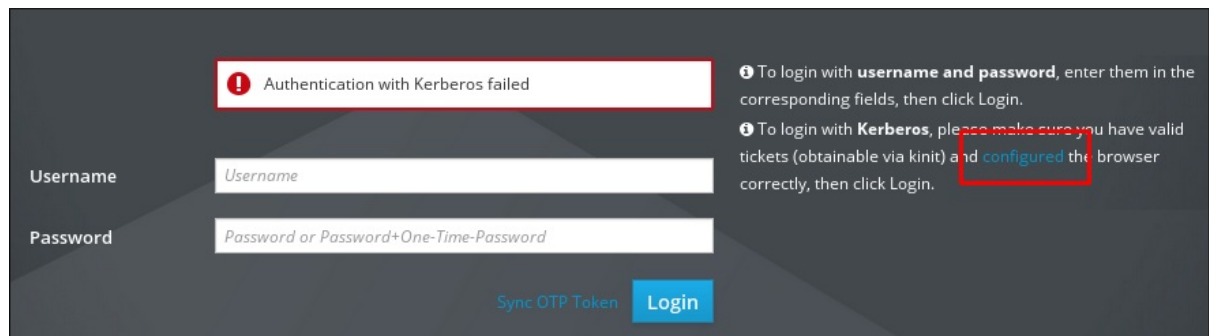 Authentication with Kerberos failed
To login with username and password, enter them in the
corresponding fields, then click Login.
To login with Kerberos, please make sure you have valid
tickets (obtainable via kinit) and configured the browser
correctly, then click Login.
Username
Username
Password
Password or Password+One-Time-Password
Sync OTP Token
Login